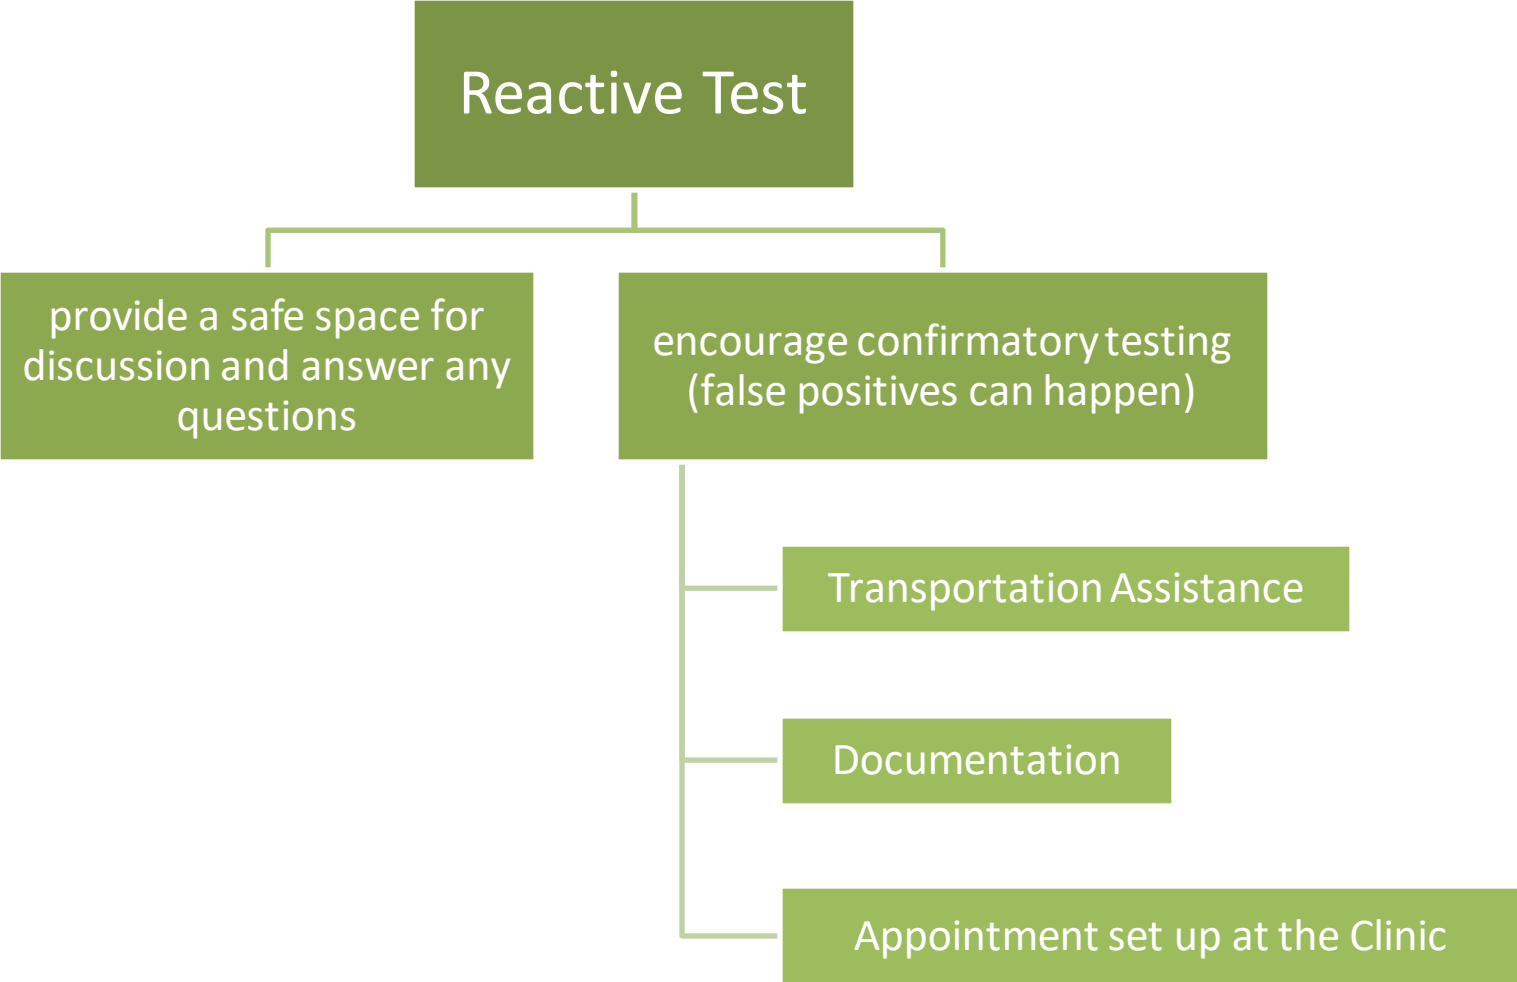 Reactive Test
provide a safe space for
discussion and answer any
questions
encourage confirmatory testing
(false positives can happen)
Transportation Assistance
Documentation
Appointment set up at the Clinic